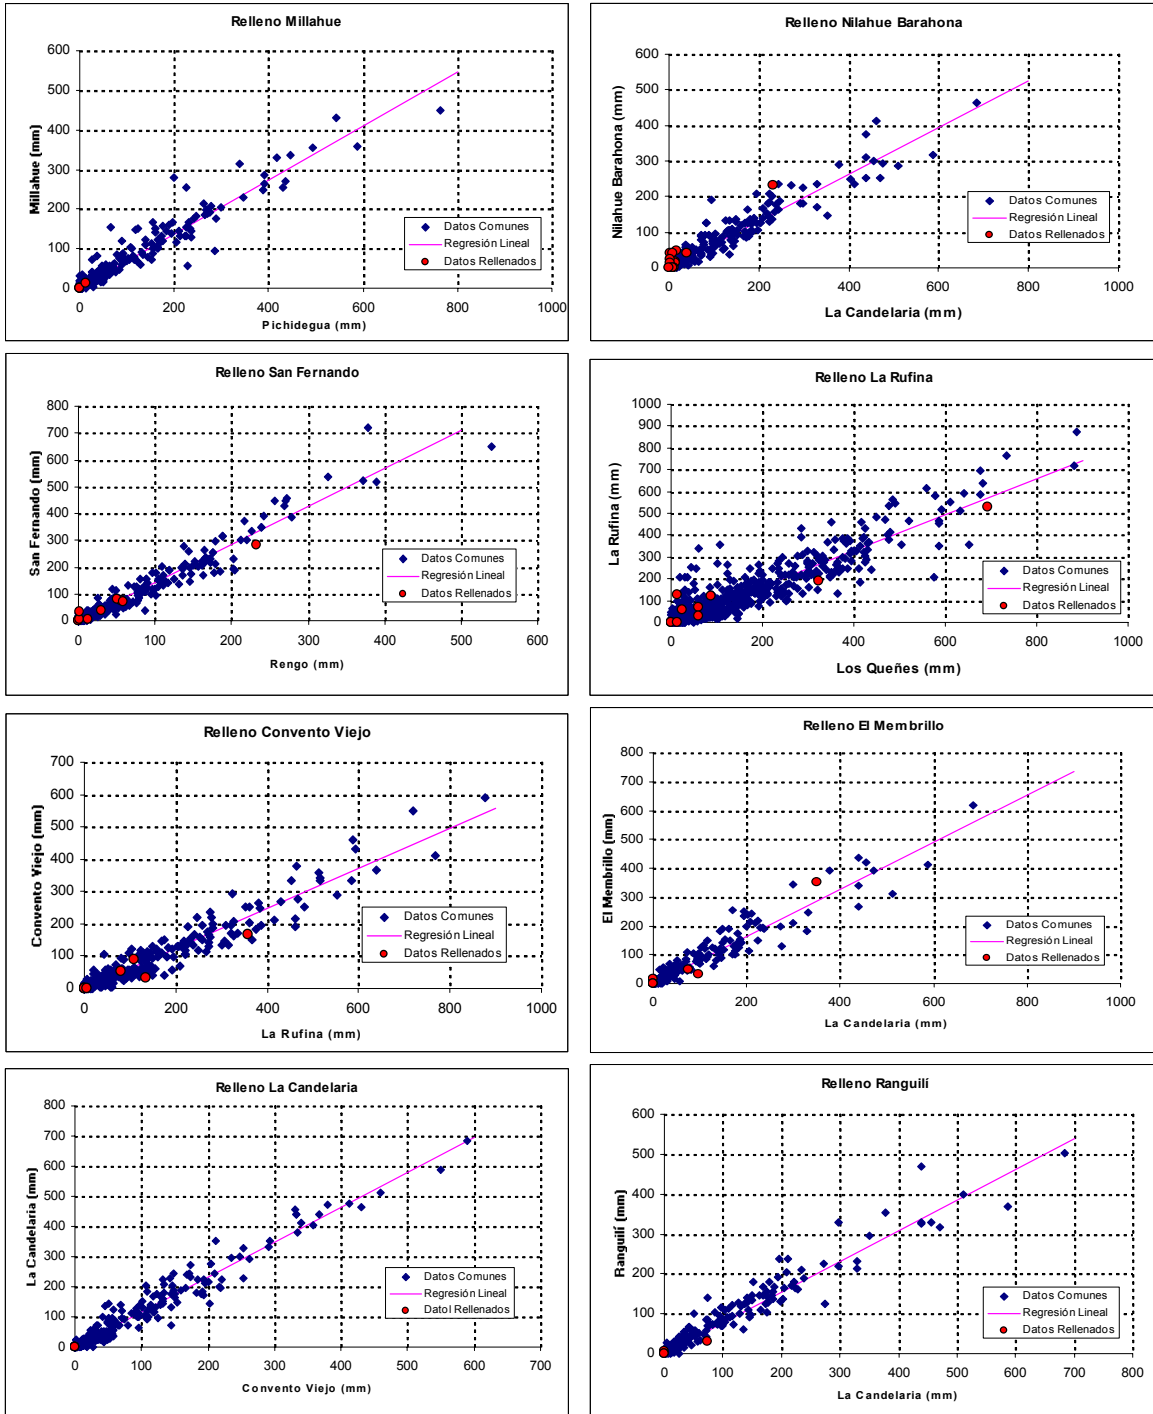 Relleno Millahue
600
500
400
300
200
100
0
0 200 400 600 800 1000
Millahue (mm)
Pichidegua (mm)
Datos Comunes
Regresión Lineal
Datos Rellenados
Relleno Nilahue Barahona
600
500
400
300
200
100
0
0 200 400 600 800 1000
Nilahue Barahona (mm)
La Candelaria (mm)
Datos Comunes
Regresión Lineal
Datos Rellenados
Relleno San Fernando
800
700
600
500
400
300
200
100
0
0 100 200 300 400 500 600
San Fernando (mm)
Rengo (mm)
Datos Comunes
Regresión Lineal
Datos Rellenados
Relleno La Rufina
1000
900
800
700
600
500
400
300
200
100
0
0 200 400 600 800 1000
La Rufina (mm)
Los Queñes (mm)
Datos Comunes
Regresión Lineal
Datos Rellenados
Relleno Convento Viejo
700
600
500
400
300
200
100
0
0 200 400 600 800 1000
Convento Viejo (mm)
La Rufina (mm)
Datos Comunes
Regresión Lineal
Datos Rellenados
Relleno El Membrillo
800
700
600
500
400
300
200
100
0
0 200 400 600 800 1000
El Membrillo (mm)
La Candelaria (mm)
Datos Comunes
Regresión Lineal
Datos Rellenados
Relleno La Candelaria
800
700
600
500
400
300
200
100
0
0 100 200 300 400 500 600 700
La Candelaria (mm)
Convento Viejo (mm)
Datos Comunes
Regresión Lineal
Datol Rellenados
Relleno Ranguilí
600
500
400
300
200
100
0
0 100 200 300 400 500 600 700 800
Ranguilí (mm)
La Candelaria (mm)
Datos Comunes
Regresión Lineal
Datos Rellenados